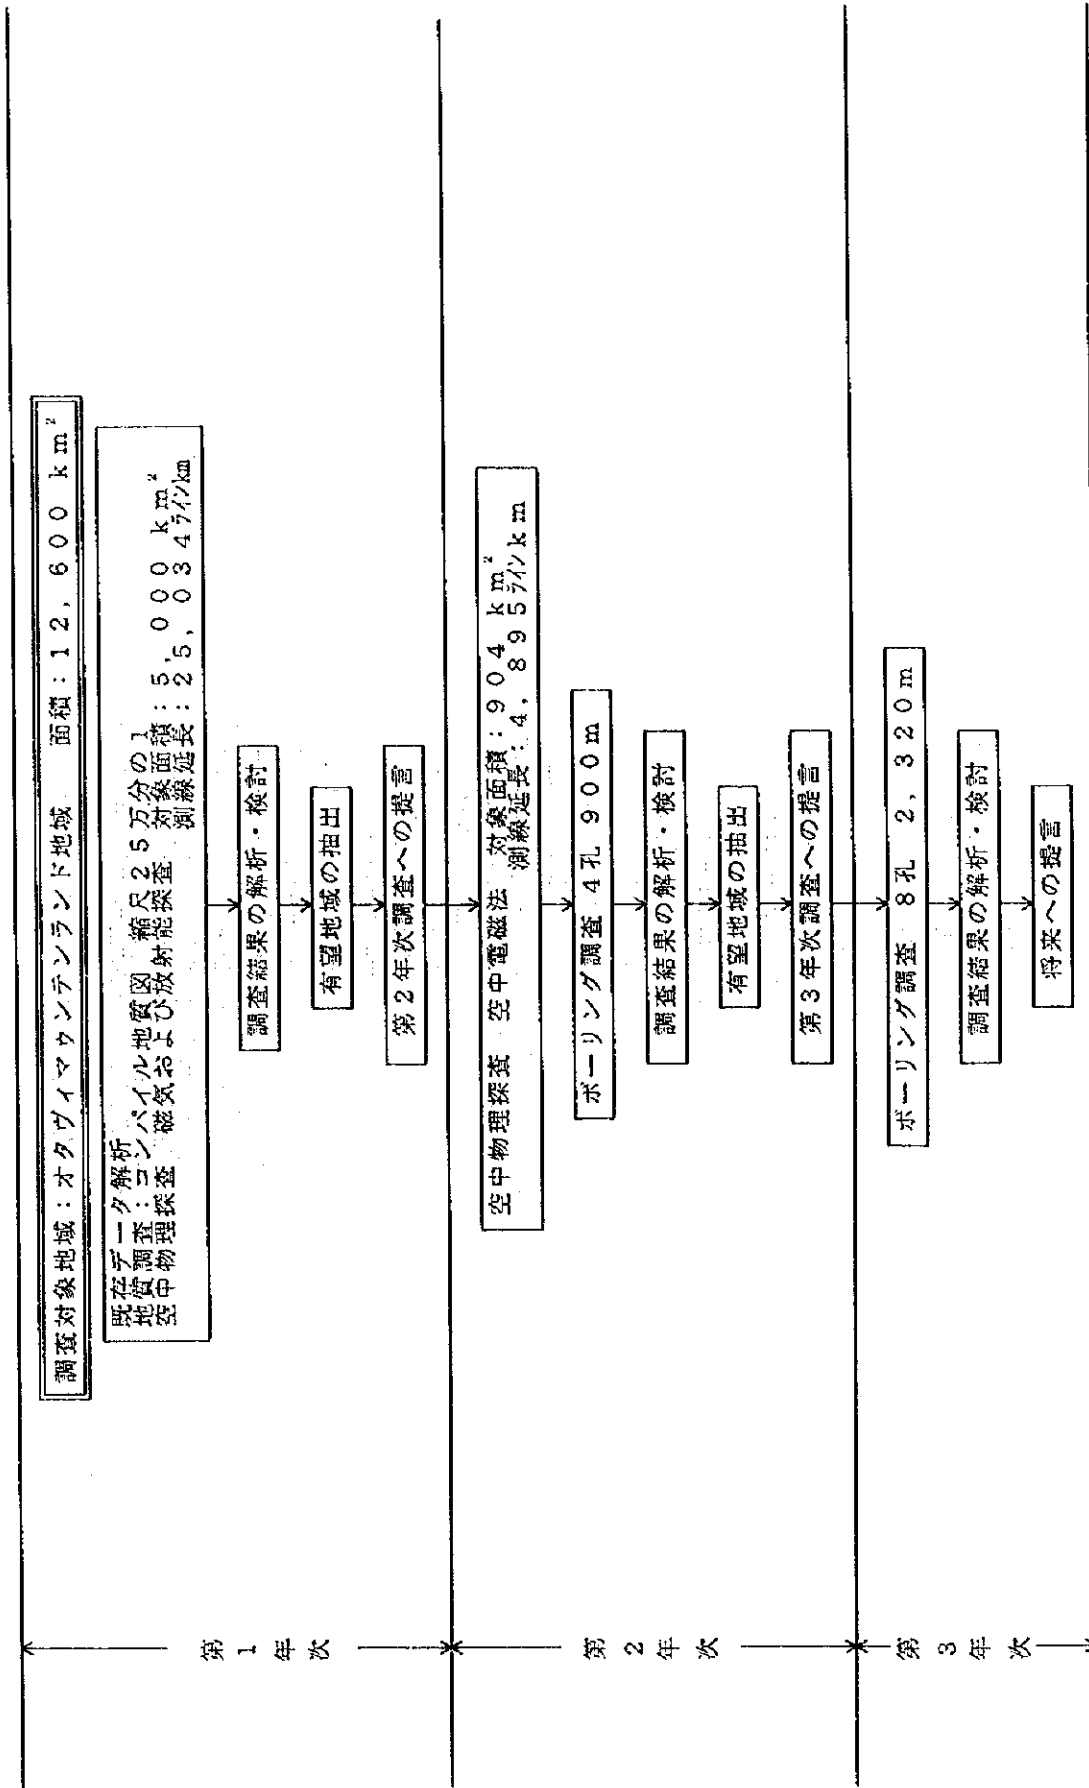 調査対象地域：オタヴィマウンテンランド地域　面積：12,600 km²
既存データ解析
地質調査：コンパイル地質図　縮尺25万分の1
空中物理探査　磁気および放射能探査　対象面積：5,000 km²
測線延長：25,034ラインkm
調査結果の解析・検討
有望地域の抽出
第2年次調査への提言
第1年次
空中物理探査　空中電磁法　対象面積：904 km²
測線延長：4,895ラインkm
ボーリング調査　4孔　900m
調査結果の解析・検討
有望地域の抽出
第3年次調査への提言
第2年次
ボーリング調査　8孔　2,320m
調査結果の解析・検討
将来への提言
第3年次